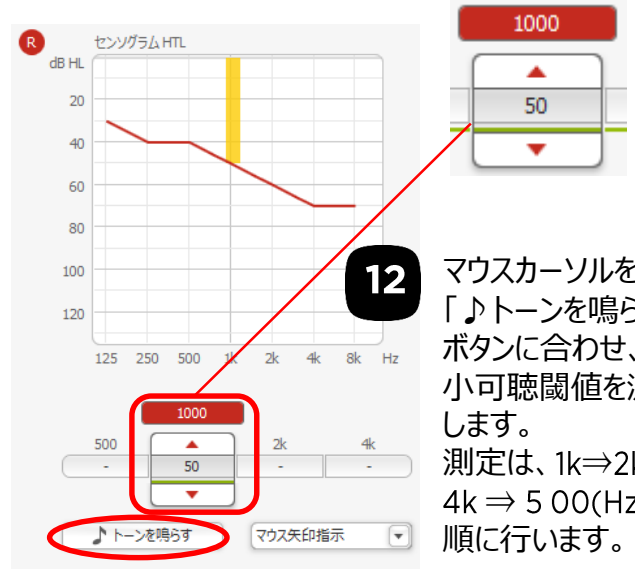 R
センソグラム HTL
dB HL
20
40
60
80
100
120
125 250 500 1k 2k 4k 8k Hz
1000
500 50 2k 4k
- - -
♪ トーンを鳴らす
マウス矢印指示
1000
50
12
マウスカーソルを
「♪トーンを鳴ら
ボタンに合わせ、
小可聴閾値を
します。
測定は、1k⇒2k
4k ⇒ 5 00(Hz
順に行います。